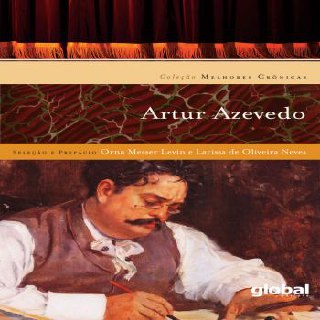 Coleção Melhores Crônicas
Artur Azevedo
Seleção e Prefácio Orna Messer Levin e Larissa de Oliveira Neves
global